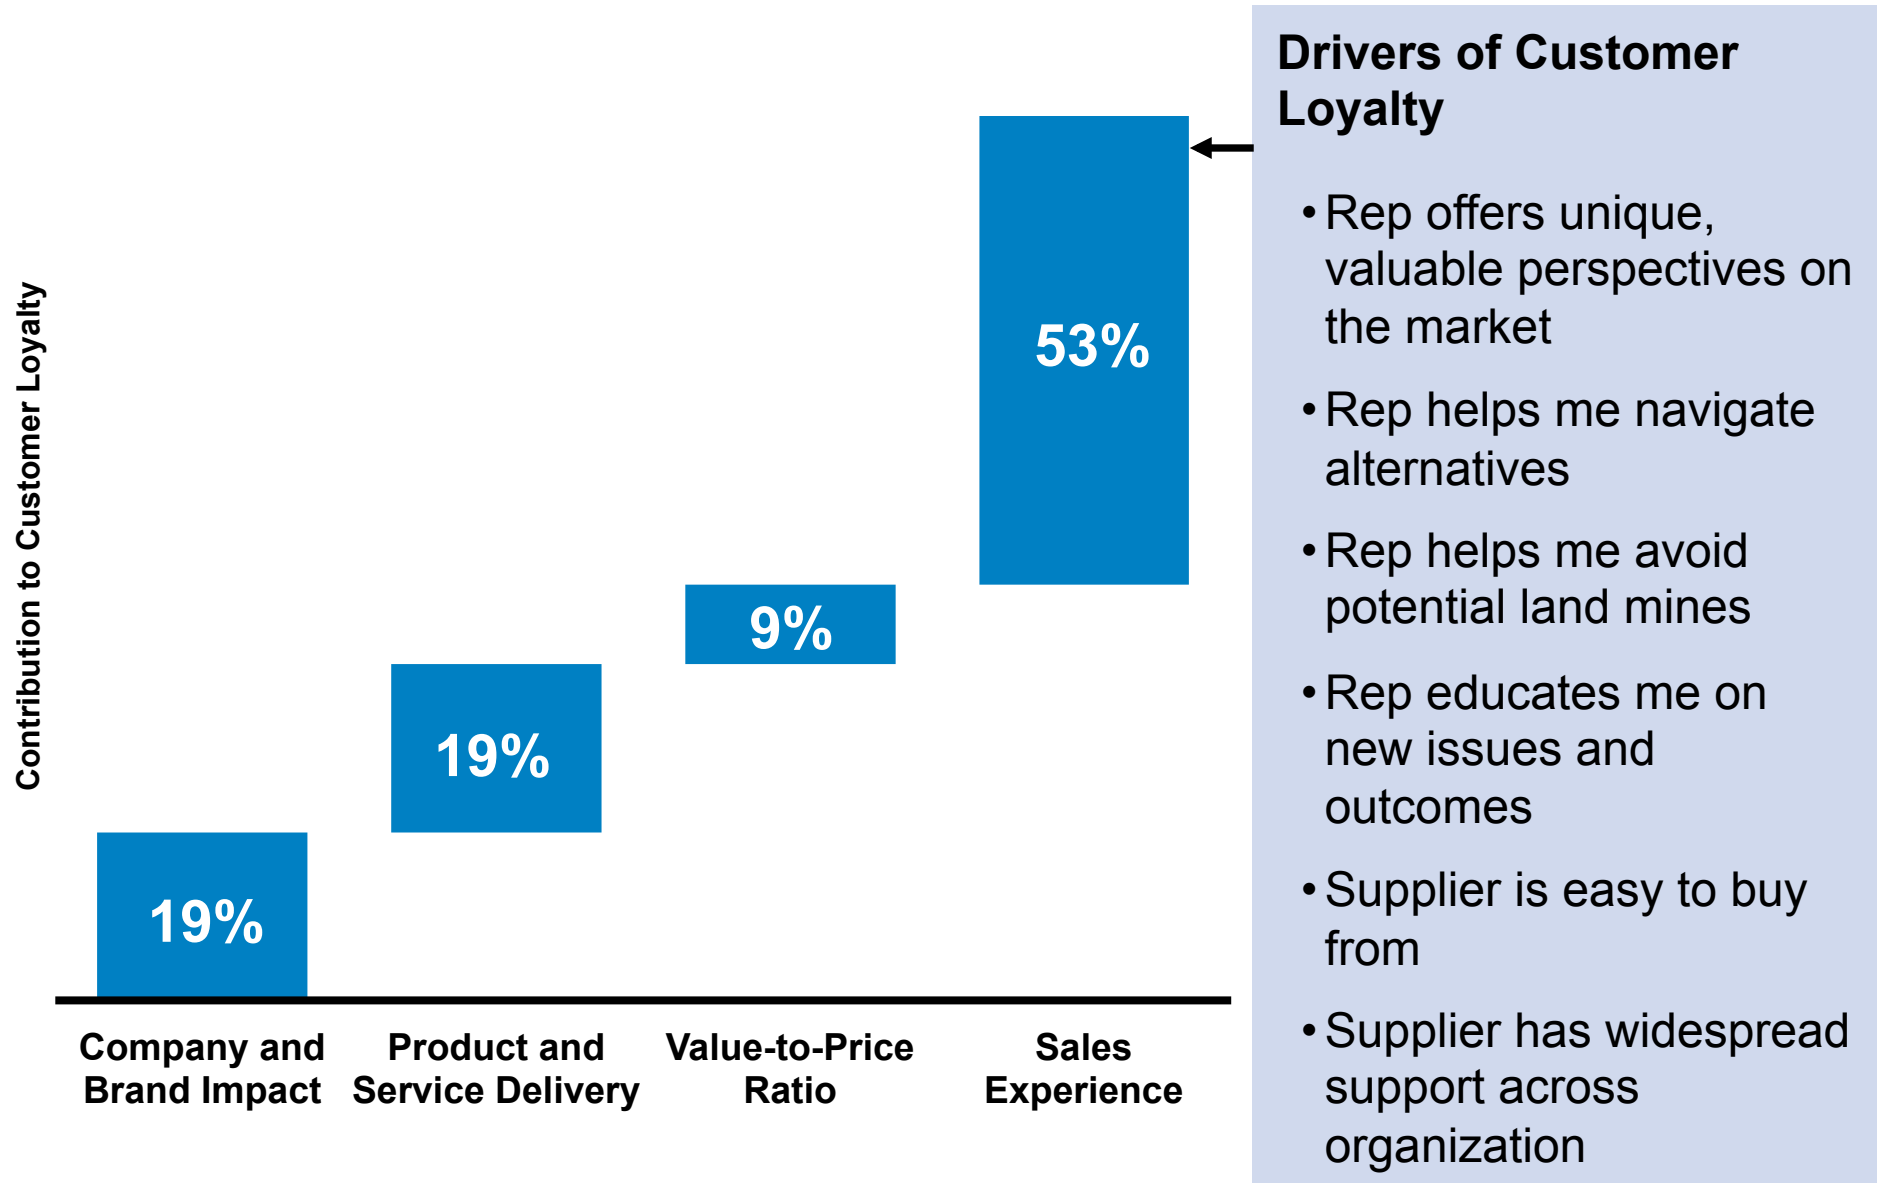 Contribution to Customer Loyalty
19%
19%
9%
53%
Company and
Brand Impact
Product and
Service Delivery
Value-to-Price
Ratio
Sales
Experience
Drivers of Customer
Loyalty
• Rep offers unique,
valuable perspectives on
the market
• Rep helps me navigate
alternatives
• Rep helps me avoid
potential land mines
• Rep educates me on
new issues and
outcomes
• Supplier is easy to buy
from
• Supplier has widespread
support across
organization